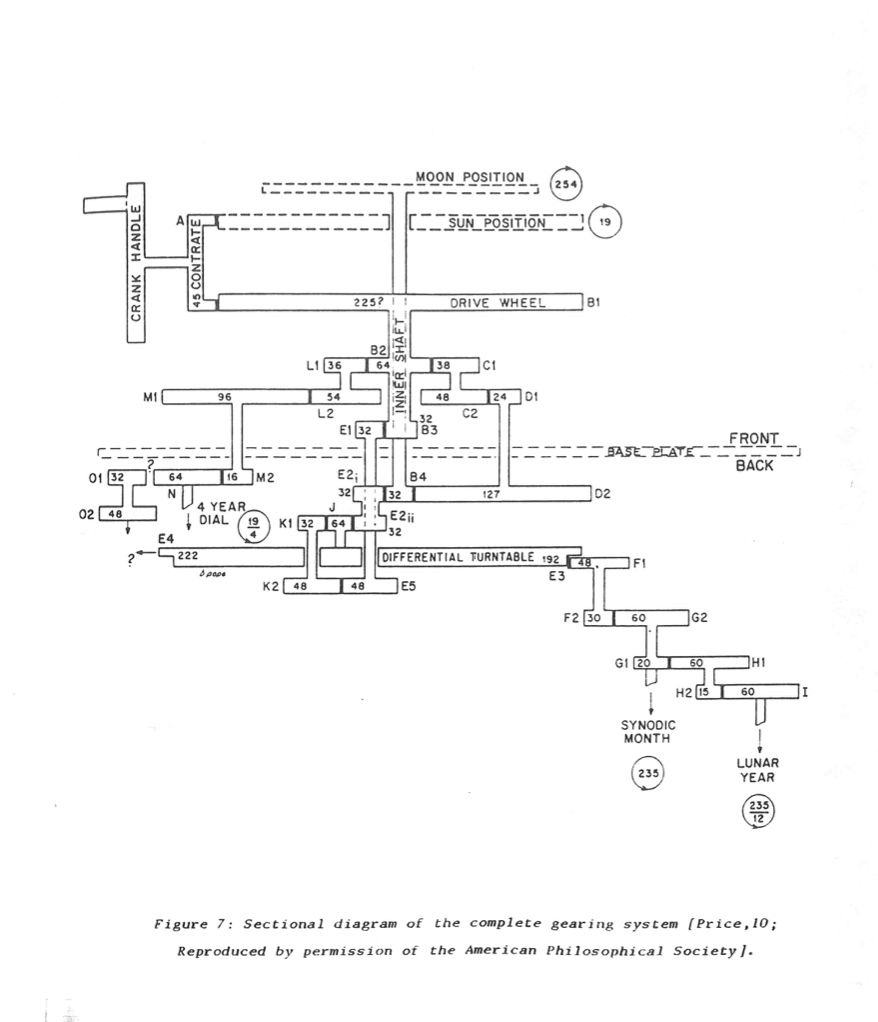 MOON POSITION
254
A
SUN POSITION
19
CRANK HANDLE
45 CONTRATE
225? DRIVE WHEEL B1
INNER SHAFT
B2
L1 36 64 38 C1
M1 96 54 48 24 D1
L2 C2
32
E1 32 B3
FRONT
BASE PLATE
BACK
?
O1 32 64 16 M2
N
E2i B4
32 32 127 D2
4 YEAR
DIAL
19
4
O2 48
J E2ii
K1 32 64
32
E4
? 222 DIFFERENTIAL TURNTABLE 192 48 F1
E3
K2 48 48 E5
F2 30 60 G2
G1 20 60 H1
H2 15 60 I
SYNODIC
MONTH
235
LUNAR
YEAR
235
12
Figure 7: Sectional diagram of the complete gearing system [Price,10;
Reproduced by permission of the American Philosophical Society].